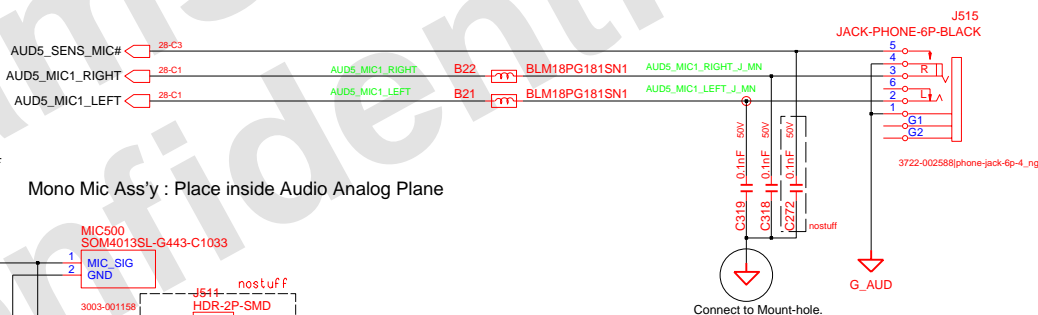 J515
JACK-PHONE-6P-BLACK
AUD5_SENS_MIC# 28-C3
5
4
AUD5_MIC1_RIGHT 28-C1 AUD5_MIC1_RIGHT B22 BLM18PG181SN1 AUD5_MIC1_RIGHT_J_MN 3 R
6
AUD5_MIC1_LEFT 28-C1 AUD5_MIC1_LEFT B21 BLM18PG181SN1 AUD5_MIC1_LEFT_J_MN 2 L
1
G1
G2
3722-002588|phone-jack-6p-4_ng
C319 0.1nF 50V
C318 0.1nF 50V
C272 0.1nF 50V
nostuff
Mono Mic Ass'y : Place inside Audio Analog Plane
MIC500
SOM4013SL-G443-C1033
1 MIC_SIG
2 GND
3003-001158
nostuff
J511
HDR-2P-SMD
G_AUD
Connect to Mount-hole.